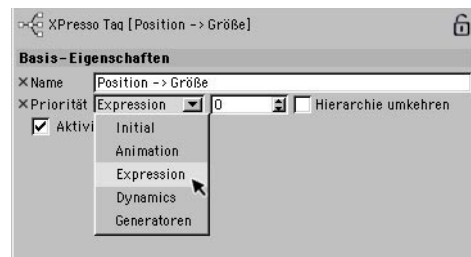 XPresso Tag [Position -> Größe]
Basis-Eigenschaften
Name Position -> Größe
Priorität Expression 0 Hierarchie umkehren
Aktivi
Initial
Animation
Expression
Dynamics
Generatoren